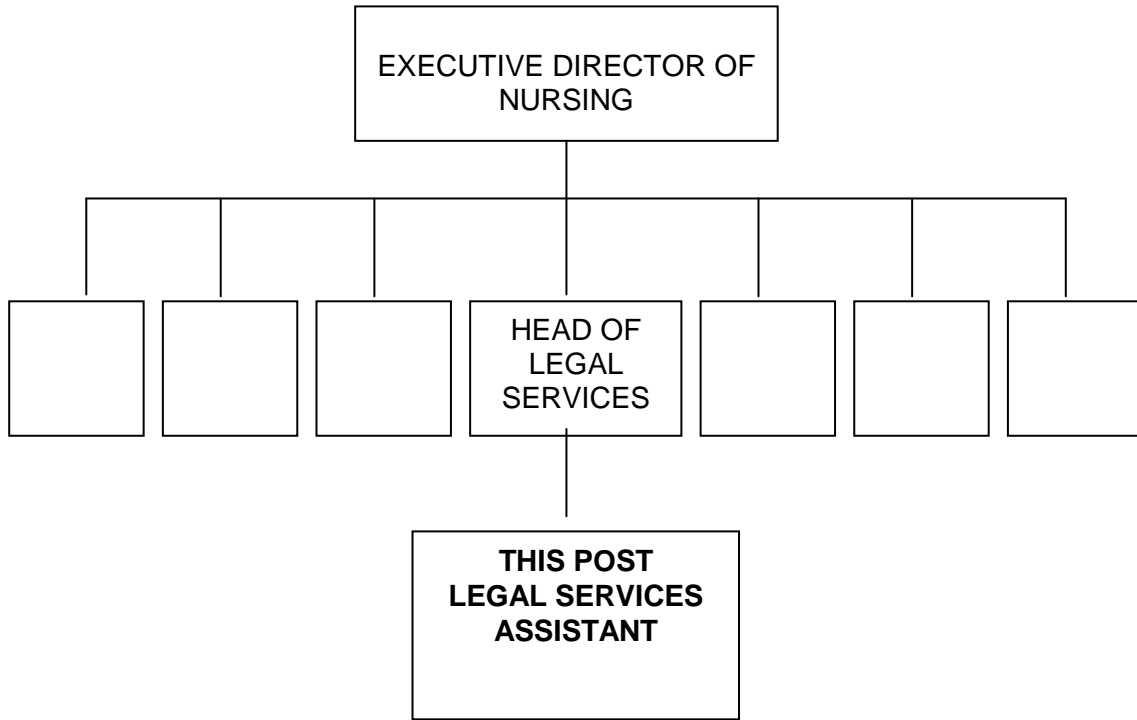 EXECUTIVE DIRECTOR OF
NURSING
HEAD OF
LEGAL
SERVICES
THIS POST
LEGAL SERVICES
ASSISTANT